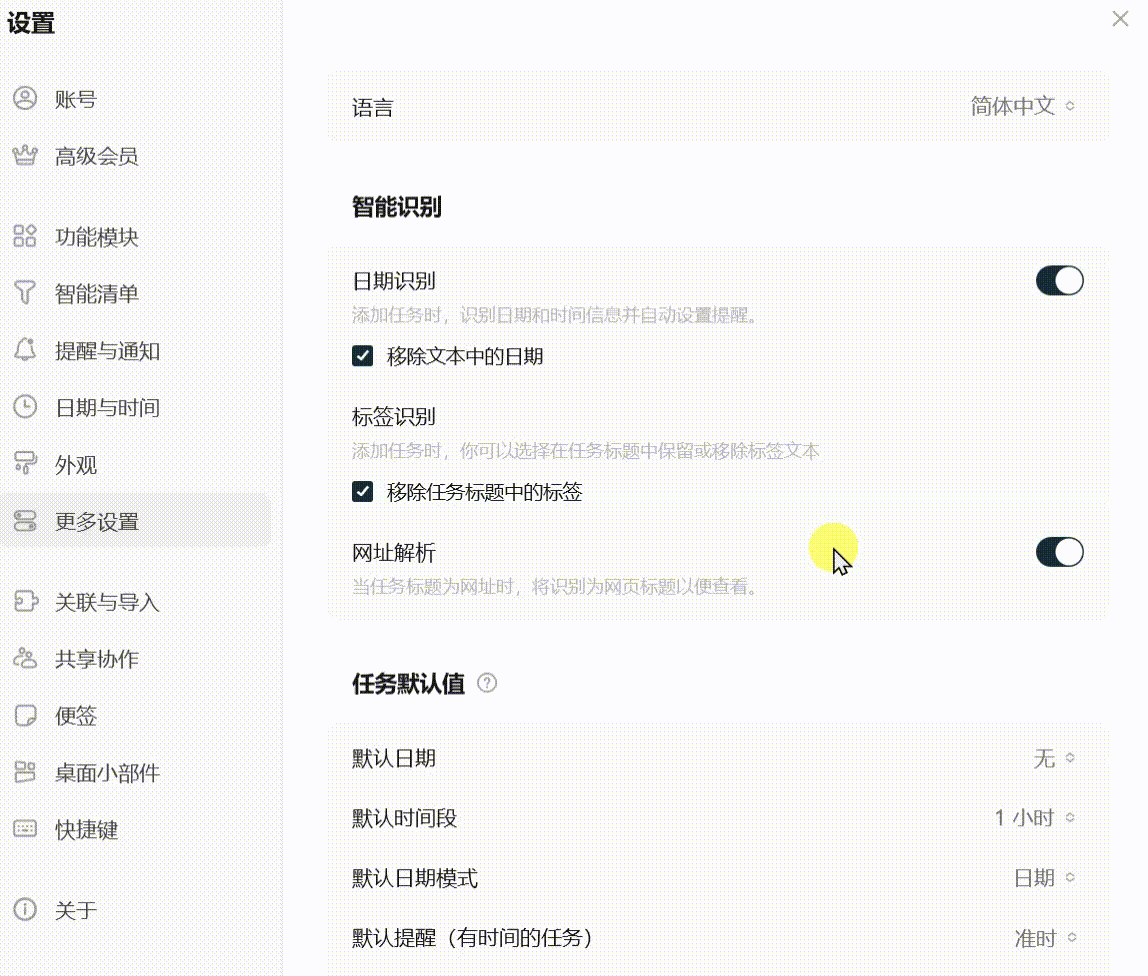 设置
账号
高级会员
功能模块
智能清单
提醒与通知
日期与时间
外观
更多设置
关联与导入
共享协作
便签
桌面小部件
快捷键
关于
语言 简体中文
智能识别
日期识别
添加任务时，识别日期和时间信息并自动设置提醒。
移除文本中的日期
标签识别
添加任务时，你可以选择在任务标题中保留或移除标签文本
移除任务标题中的标签
网址解析
当任务标题为网址时，将识别为网页标题以便查看。
任务默认值 ?
默认日期 无
默认时间段 1 小时
默认日期模式 日期
默认提醒（有时间的任务） 准时